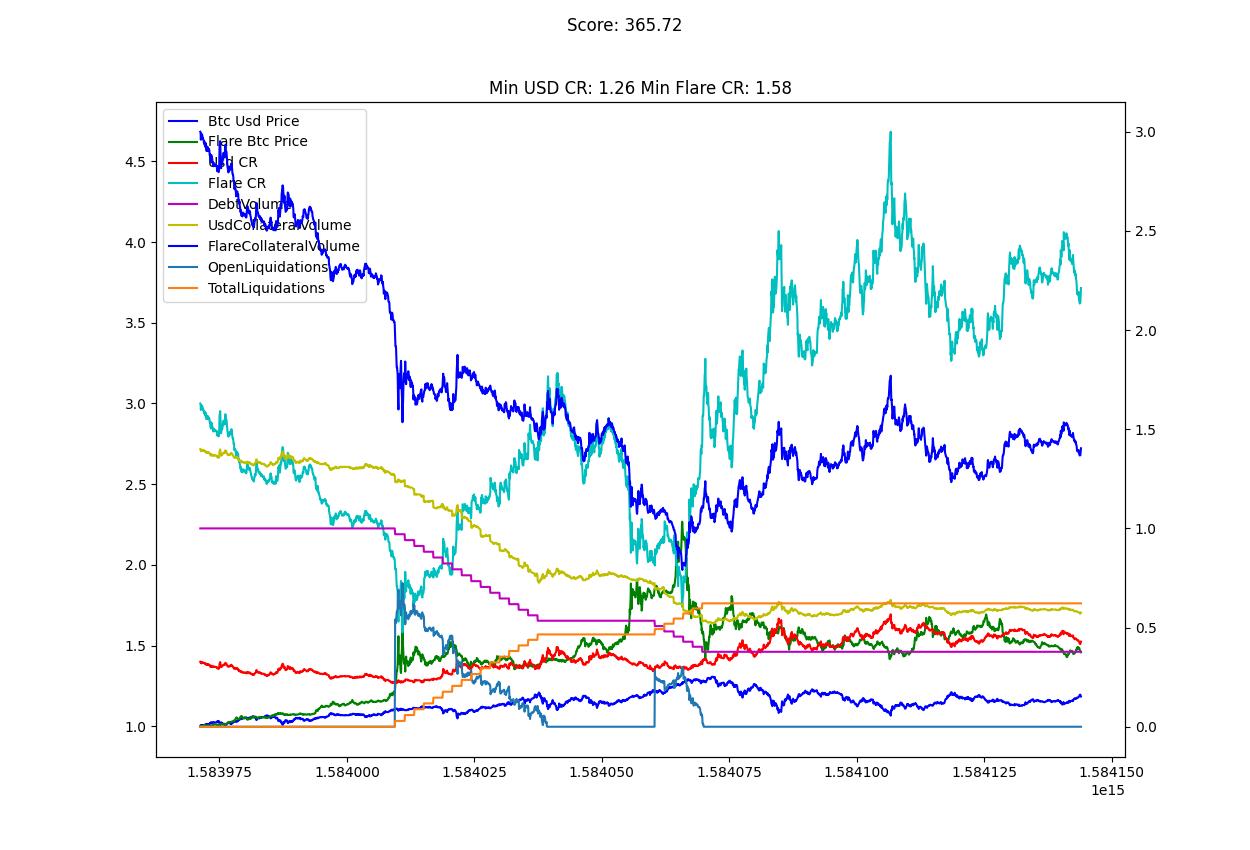 Score: 365.72
Min USD CR: 1.26 Min Flare CR: 1.58
Btc Usd Price
Flare Btc Price
Usd CR
Flare CR
DebtVolume
UsdCollateralVolume
FlareCollateralVolume
OpenLiquidations
TotalLiquidations
4.5
4.0
3.5
3.0
2.5
2.0
1.5
1.0
3.0
2.5
2.0
1.5
1.0
0.5
0.0
1.583975 1.584000 1.584025 1.584050 1.584075 1.584100 1.584125 1.584150
1e15